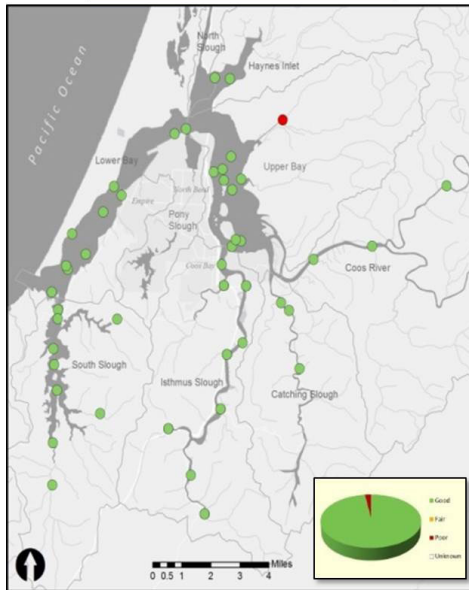 North
Slough
Haynes Inlet
Pacific Ocean
Lower Bay
Upper Bay
North Bend
Empire
Pony
Slough
Coos Bay
Coos River
South Slough
Isthmus Slough
Catching Slough
Good
Fair
Poor
Unknown
Miles
0 0.5 1 2 3 4